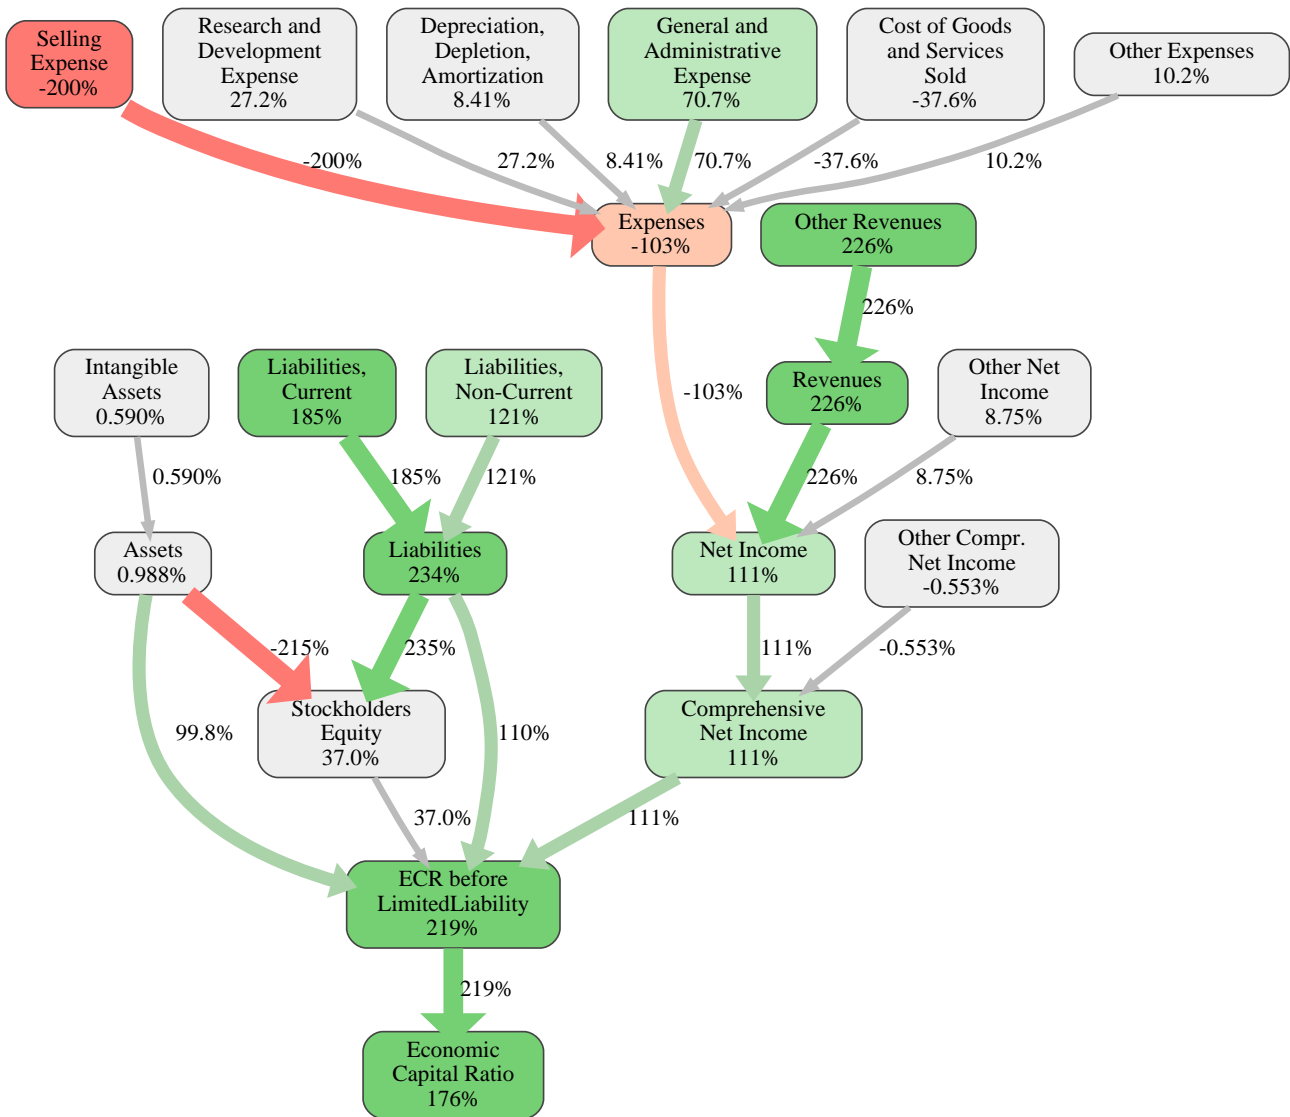 Selling
Expense
-200%
Research and
Development
Expense
27.2%
Depreciation,
Depletion,
Amortization
8.41%
General and
Administrative
Expense
70.7%
Cost of Goods
and Services
Sold
-37.6%
Other Expenses
10.2%
-200%
27.2%
8.41%
70.7%
-37.6%
10.2%
Expenses
-103%
Other Revenues
226%
226%
Intangible
Assets
0.590%
Liabilities,
Current
185%
Liabilities,
Non-Current
121%
-103%
Revenues
226%
Other Net
Income
8.75%
0.590%
185%
121%
226%
8.75%
Assets
0.988%
Liabilities
234%
Net Income
111%
Other Compr.
Net Income
-0.553%
-215%
235%
111%
-0.553%
99.8%
Stockholders
Equity
37.0%
110%
Comprehensive
Net Income
111%
37.0%
111%
ECR before
LimitedLiability
219%
219%
Economic
Capital Ratio
176%